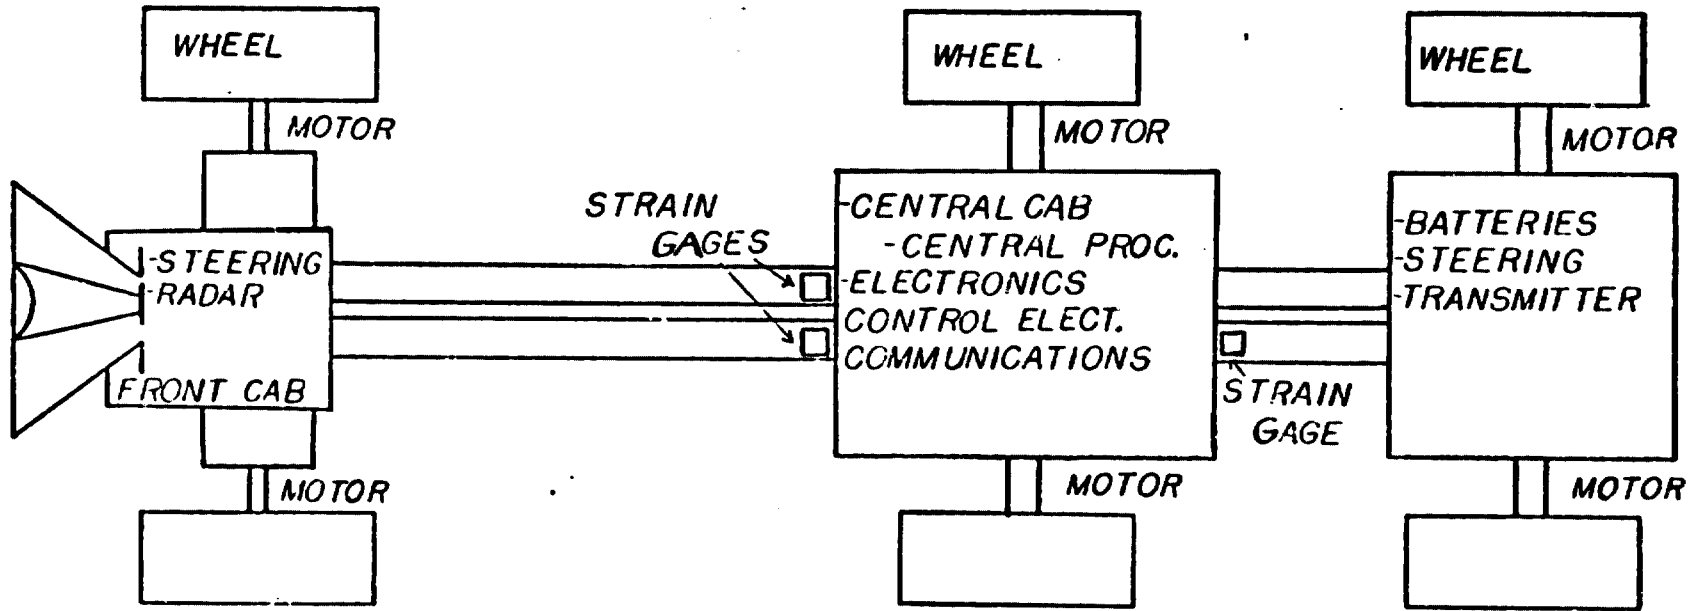 WHEEL
MOTOR
-STEERING
-RADAR
FRONT CAB
MOTOR
STRAIN
GAGES
WHEEL
MOTOR
-CENTRAL CAB
-CENTRAL PROC.
-ELECTRONICS
CONTROL ELECT.
COMMUNICATIONS
MOTOR
STRAIN
GAGE
WHEEL
MOTOR
-BATTERIES
-STEERING
-TRANSMITTER
MOTOR